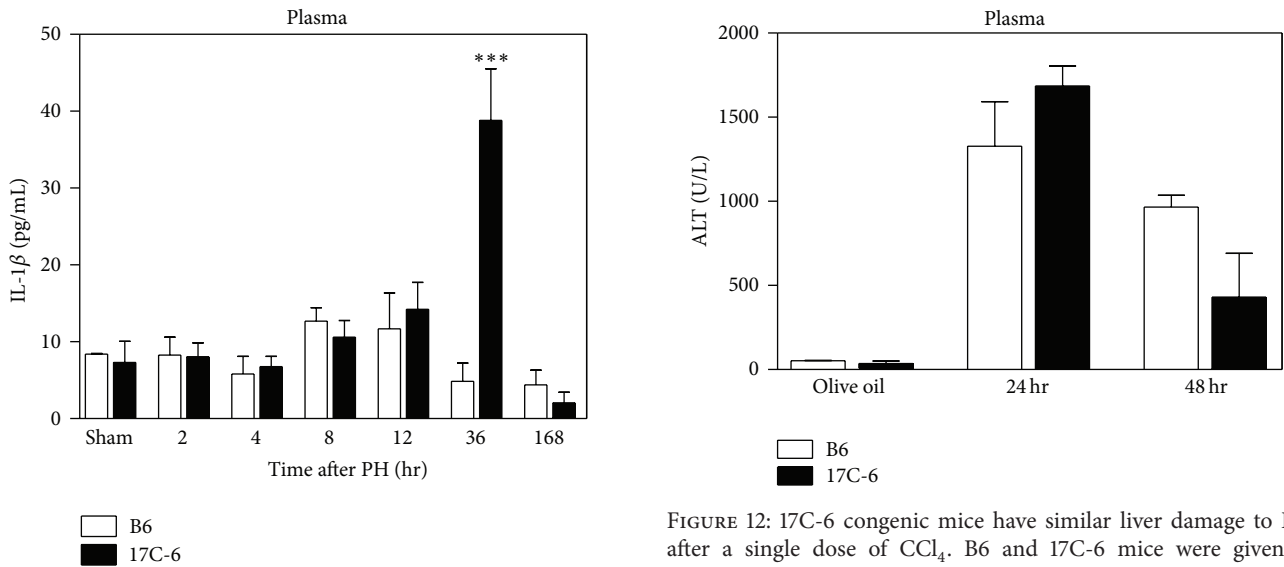 Plasma
50
40
30
20
10
0
IL-1β (pg/mL)
***
Sham 2 4 8 12 36 168
Time after PH (hr)
B6
17C-6
Plasma
2000
1500
1000
500
0
ALT (U/L)
Olive oil 24 hr 48 hr
B6
17C-6
FIGURE 12: 17C-6 congenic mice have similar liver damage to
after a single dose of CCl₄. B6 and 17C-6 mice were given